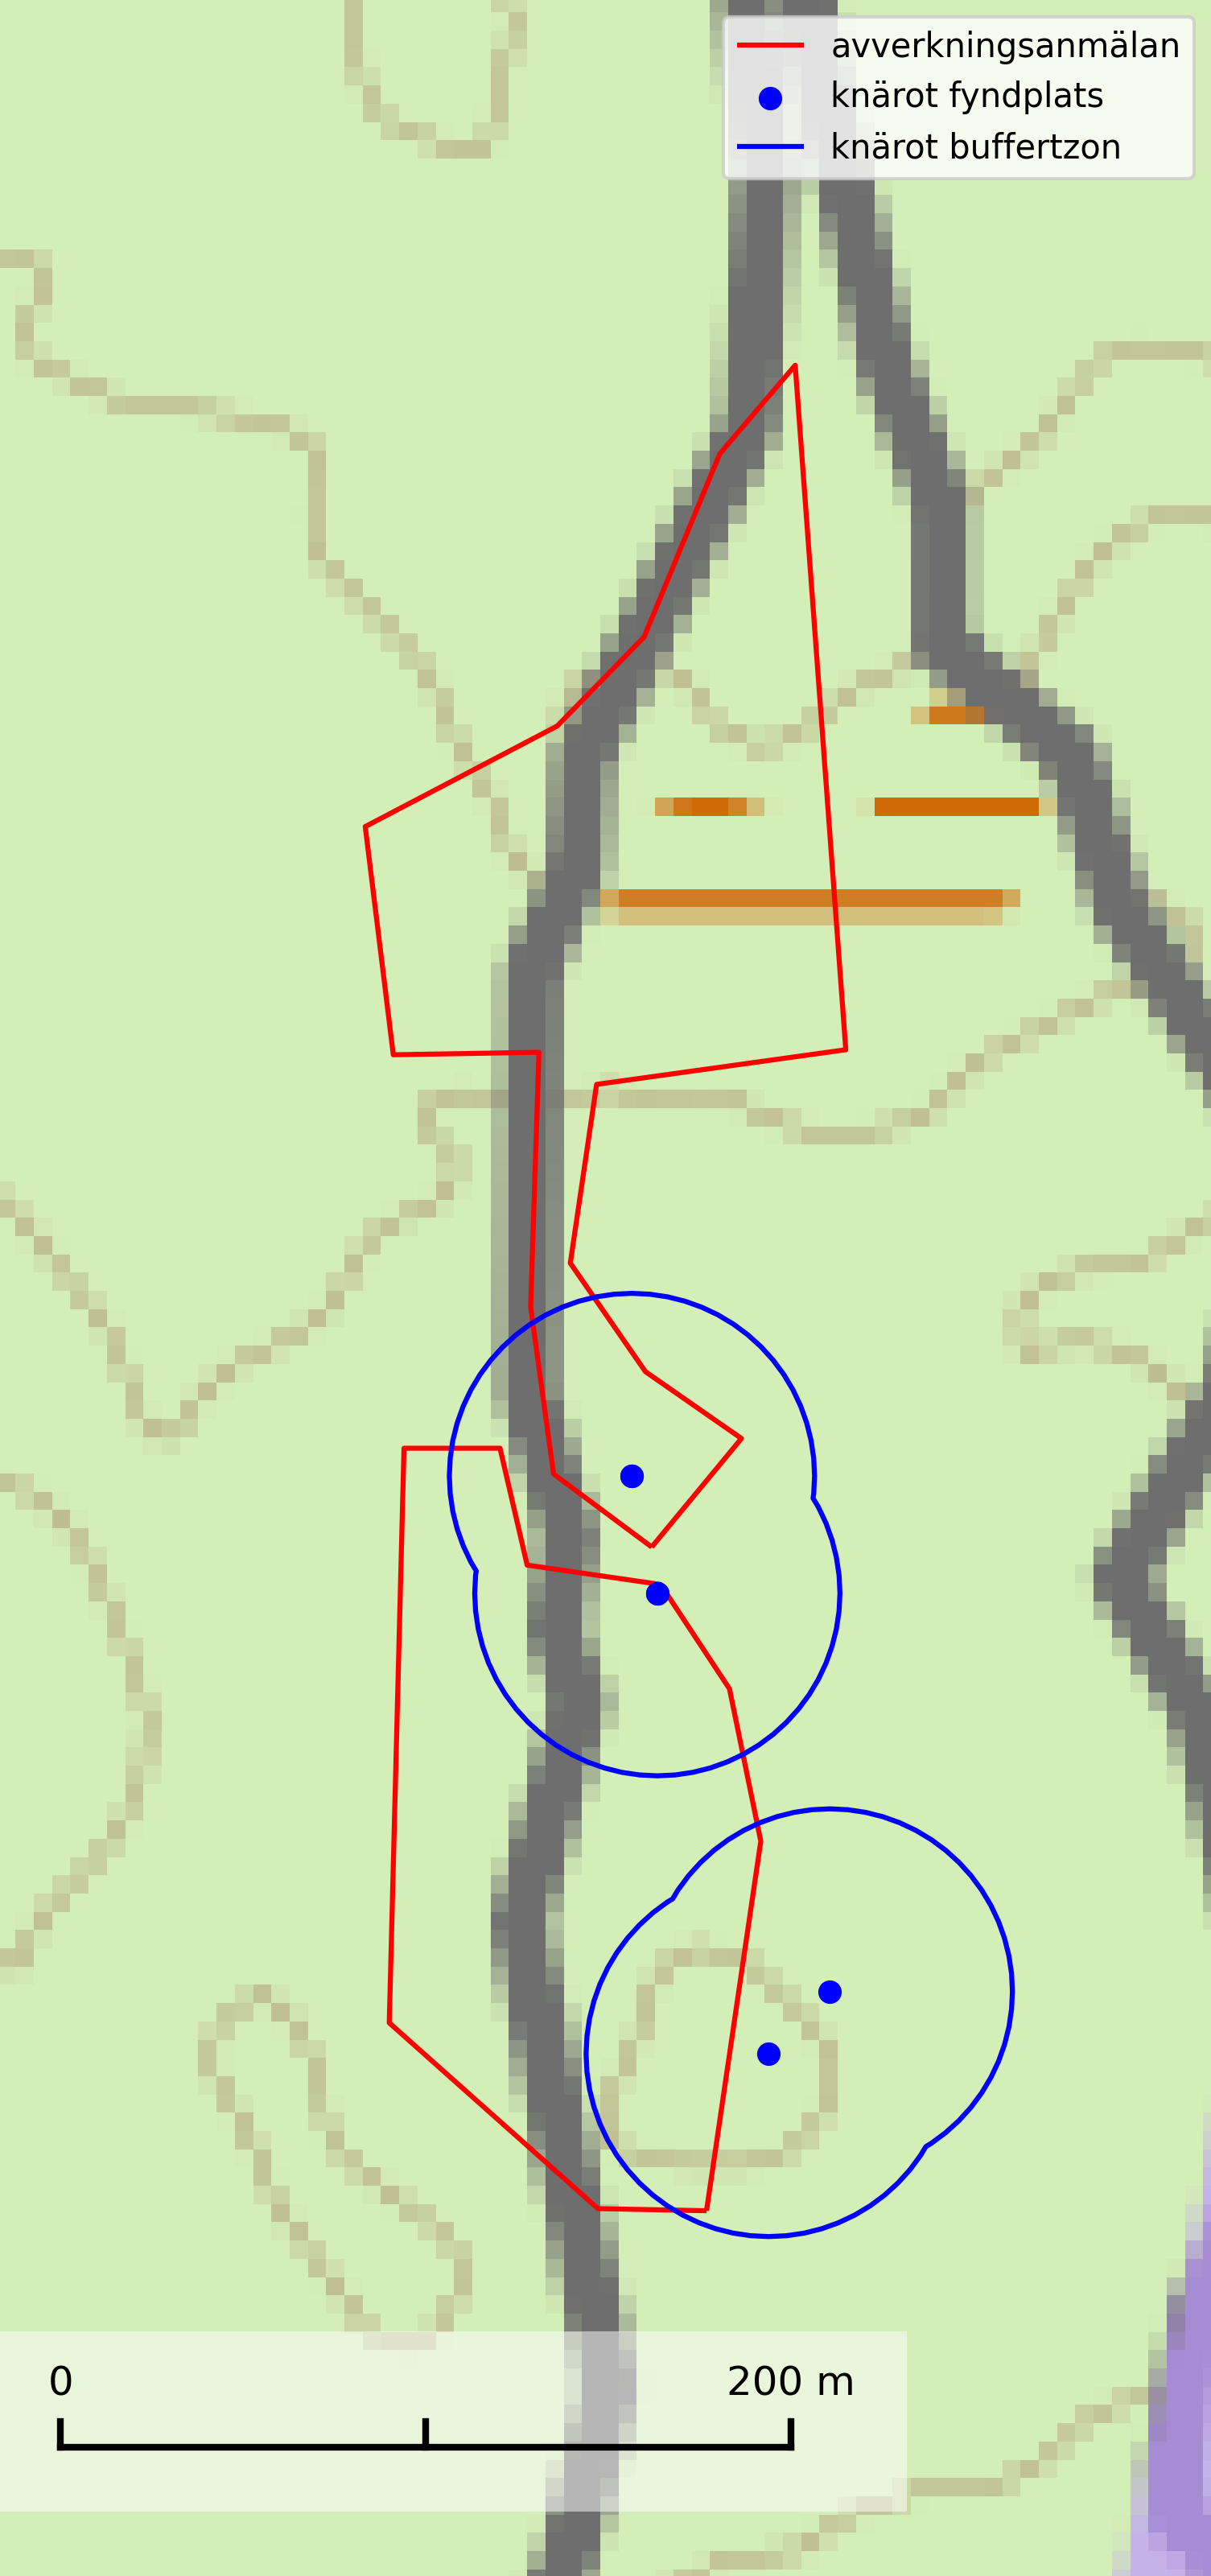 avverkningsanmälan
knärot fyndplats
knärot buffertzon
0 200 m